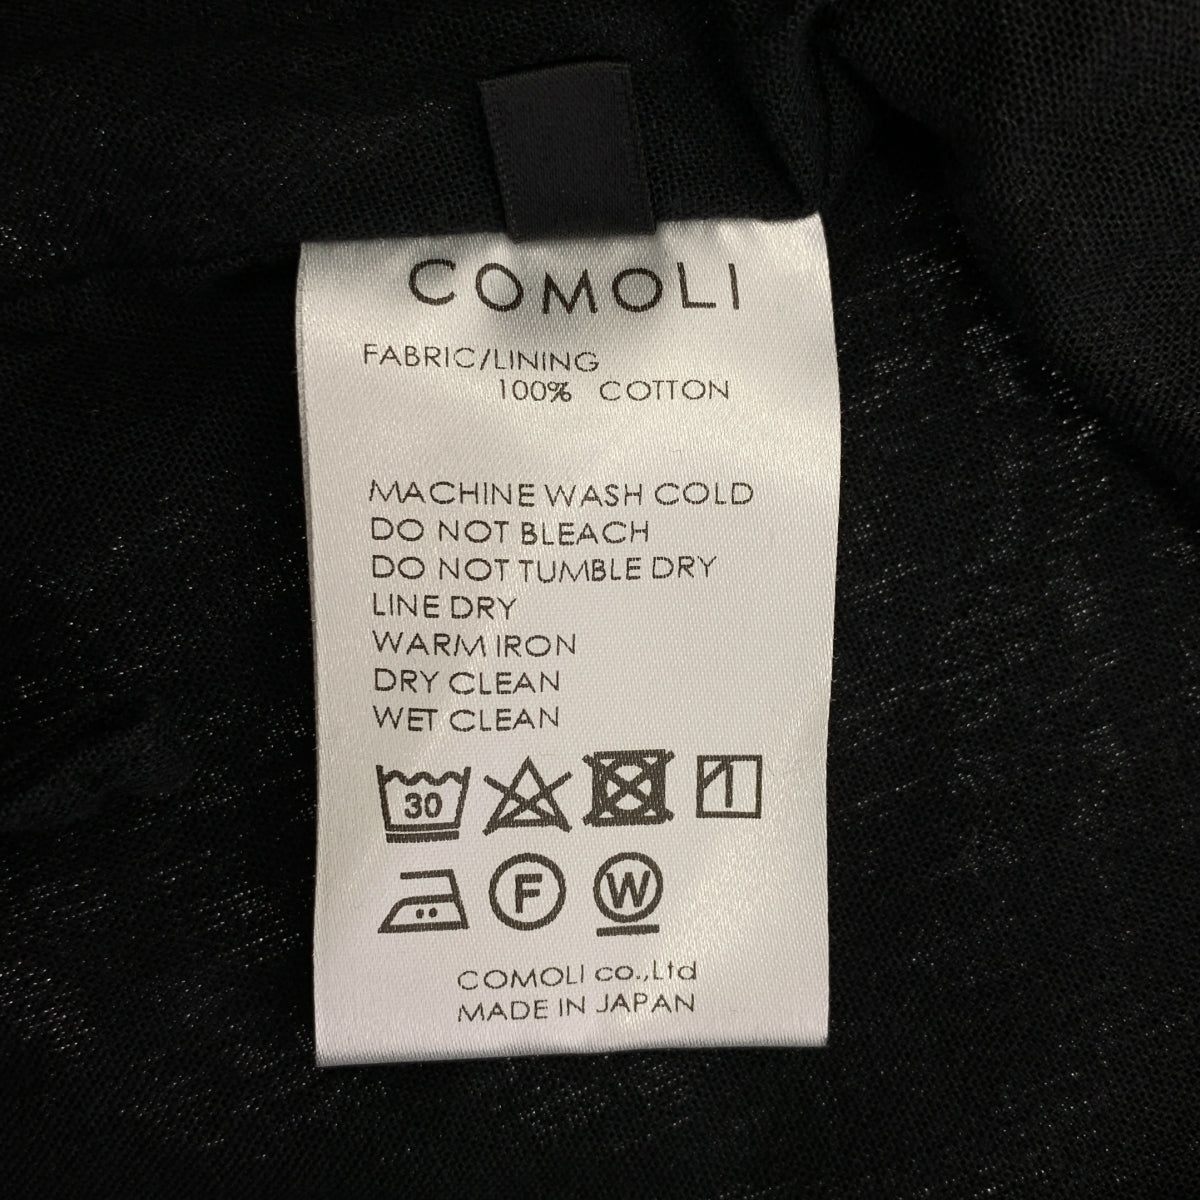 COMOLI
FABRIC/LINING
100% COTTON
MACHINE WASH COLD
DO NOT BLEACH
DO NOT TUMBLE DRY
LINE DRY
WARM IRON
DRY CLEAN
WET CLEAN
30
F W
COMOLI co.,Ltd
MADE IN JAPAN